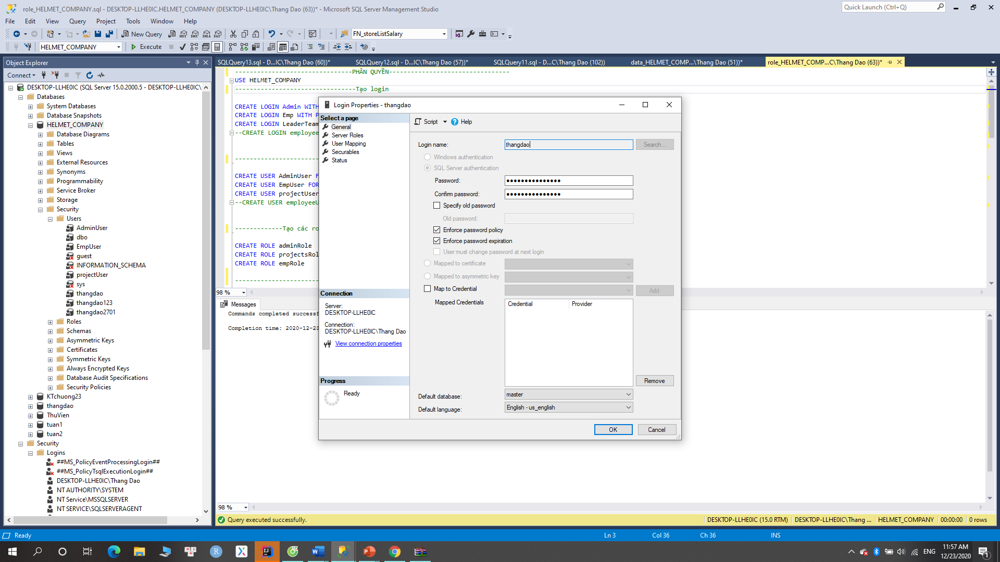 role_HELMET_COMPANY.sql - DESKTOP-LLHE0IC.HELMET_COMPANY (DESKTOP-LLHE0IC\Thang Dao (63))* - Microsoft SQL Server Management Studio
Quick Launch (Ctrl+Q)
File Edit View Query Project Tools Window Help
New Query
MDX DMX XMLA DAX
FN_storeListSalary
HELMET_COMPANY
Execute
Object Explorer
Connect
DESKTOP-LLHE0IC (SQL Server 15.0.2000.5 - DESKTOP-LLHE0IC\
Databases
System Databases
Database Snapshots
HELMET_COMPANY
Database Diagrams
Tables
Views
External Resources
Synonyms
Programmability
Service Broker
Storage
Security
Users
AdminUser
dbo
EmpUser
guest
INFORMATION_SCHEMA
projectUser
sys
thangdao
thangdao123
thangdao2701
Roles
Schemas
Asymmetric Keys
Certificates
Symmetric Keys
Always Encrypted Keys
Database Audit Specifications
Security Policies
KTchuong23
thangdao
ThuVien
tuan1
tuan2
Security
Logins
##MS_PolicyEventProcessingLogin##
##MS_PolicyTsqlExecutionLogin##
DESKTOP-LLHE0IC\Thang Dao
NT AUTHORITY\SYSTEM
NT Service\MSSQLSERVER
NT SERVICE\SQLSERVERAGENT
SQLQuery13.sql - D...IC\Thang Dao (60))*
SQLQuery12.sql - D...IC\Thang Dao (57))*
SQLQuery11.sql - D...C\Thang Dao (102))
data_HELMET_COMP...\Thang Dao (51))*
role_HELMET_COMP...C\Thang Dao (63))*
--------------------------------PHÂN QUYỀN---------------------------------
USE HELMET_COMPANY
---------------------------------Tạo login
CREATE LOGIN Admin WITH
CREATE LOGIN Emp WITH P
CREATE LOGIN LeaderTeam
--CREATE LOGIN employee
-----------------------
CREATE USER AdminUser F
CREATE USER EmpUser FOR
CREATE USER projectUser
--CREATE USER employeeU
-------------Tạo các ro
CREATE ROLE adminRole
CREATE ROLE projectsRol
CREATE ROLE empRole
-----------------------
98 %
Messages
Commands completed successf
Completion time: 2020-12-23
98 %
Query executed successfully.
DESKTOP-LLHE0IC (15.0 RTM) DESKTOP-LLHE0IC\Thang ... HELMET_COMPANY 00:00:00 0 rows
Login Properties - thangdao
Select a page
General
Server Roles
User Mapping
Securables
Status
Connection
Server:
DESKTOP-LLHE0IC
Connection:
DESKTOP-LLHE0IC\Thang Dao
View connection properties
Progress
Ready
Script Help
Login name: thangdao Search...
Windows authentication
SQL Server authentication
Password: ●●●●●●●●●●●●●●●
Confirm password: ●●●●●●●●●●●●●●●
Specify old password
Old password:
Enforce password policy
Enforce password expiration
User must change password at next login
Mapped to certificate
Mapped to asymmetric key
Map to Credential Add
Mapped Credentials Credential Provider
Remove
Default database: master
Default language: English - us_english
OK Cancel
Ready Ln 3 Col 36 Ch 36 INS
ENG
11:57 AM
12/23/2020
1